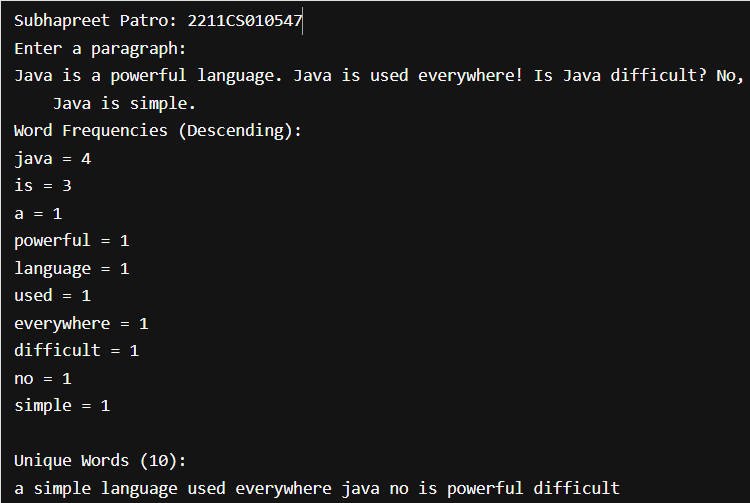 Subhapreet Patro: 2211CS010547
Enter a paragraph:
Java is a powerful language. Java is used everywhere! Is Java difficult? No,
Java is simple.
Word Frequencies (Descending):
java = 4
is = 3
a = 1
powerful = 1
language = 1
used = 1
everywhere = 1
difficult = 1
no = 1
simple = 1
Unique Words (10):
a simple language used everywhere java no is powerful difficult